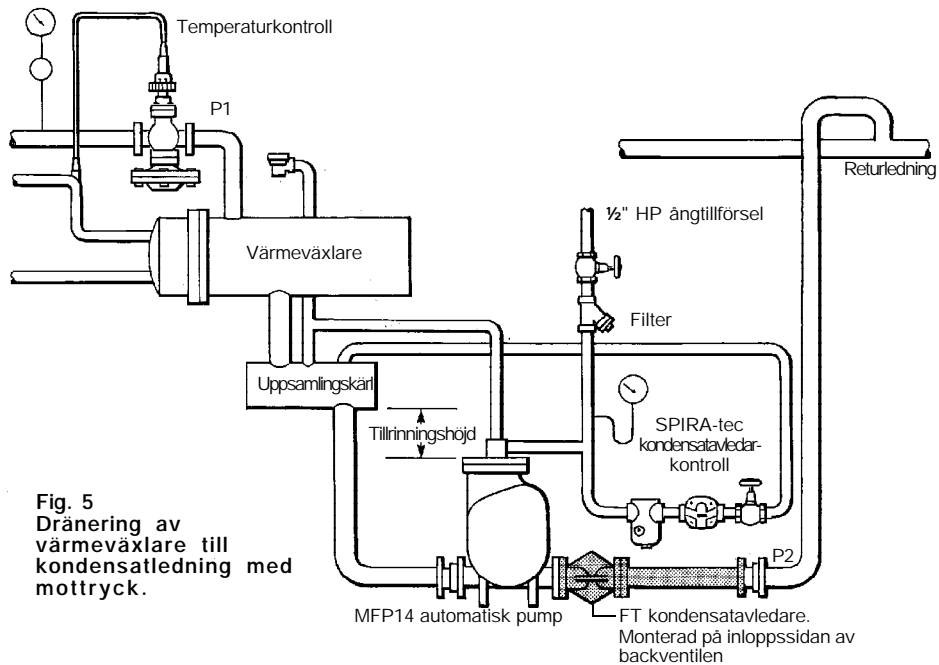 Temperaturkontroll
P1
Returledning
½" HP ångtillförsel
Värmeväxlare
Filter
Uppsamlingskärl
Tillrinningshöjd
SPIRA-tec
kondensatavledar-
kontroll
Fig. 5
Dränering av
värmeväxlare till
kondensatledning med
mottryck.
P2
MFP14 automatisk pump
FT kondensatavledare.
Monterad på inloppssidan av
backventilen